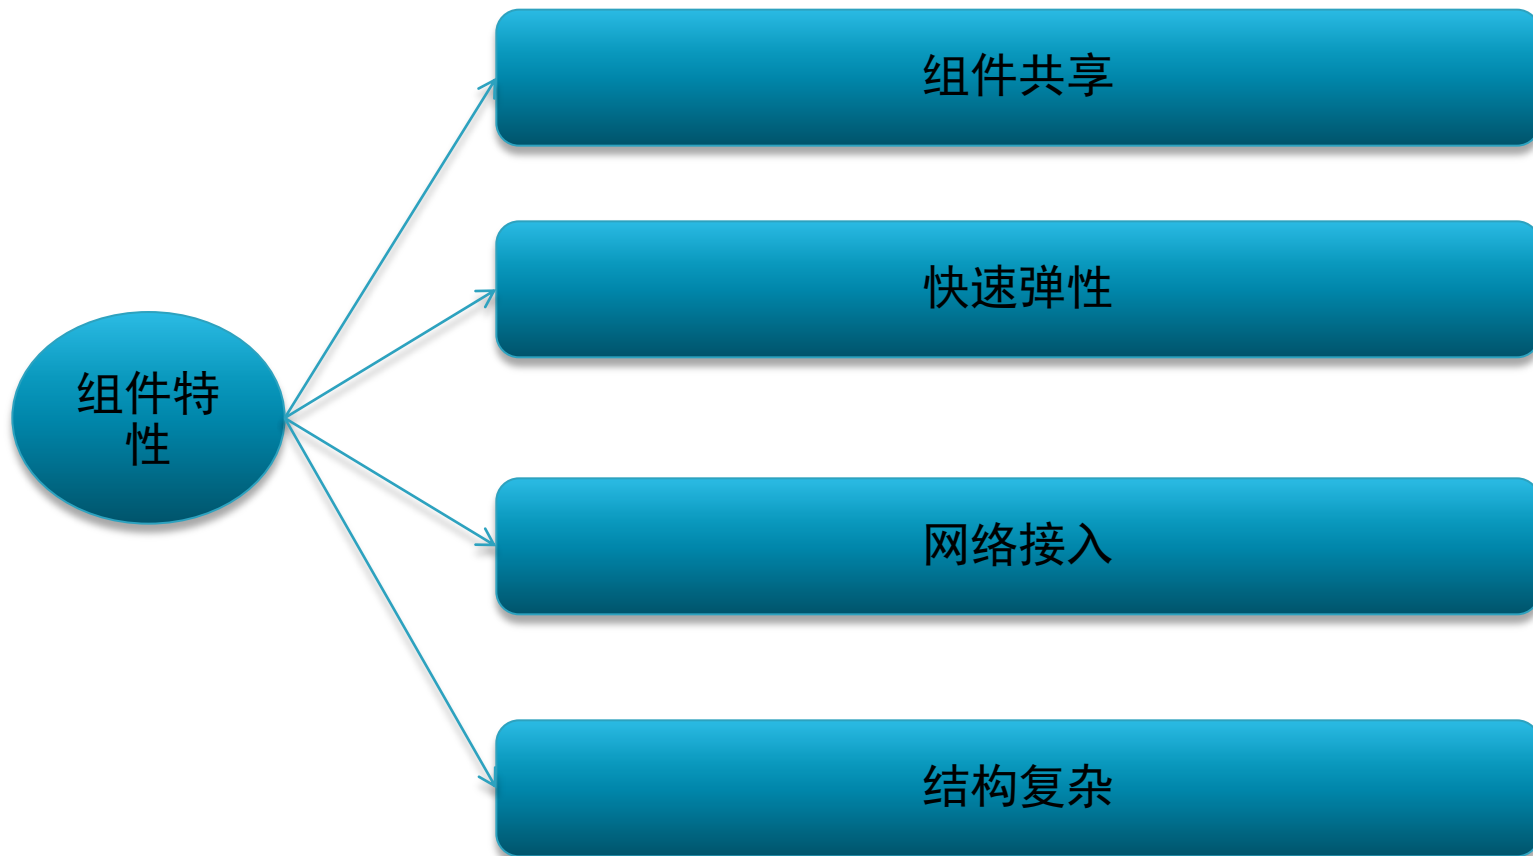 组件共享
快速弹性
组件特
性
网络接入
结构复杂